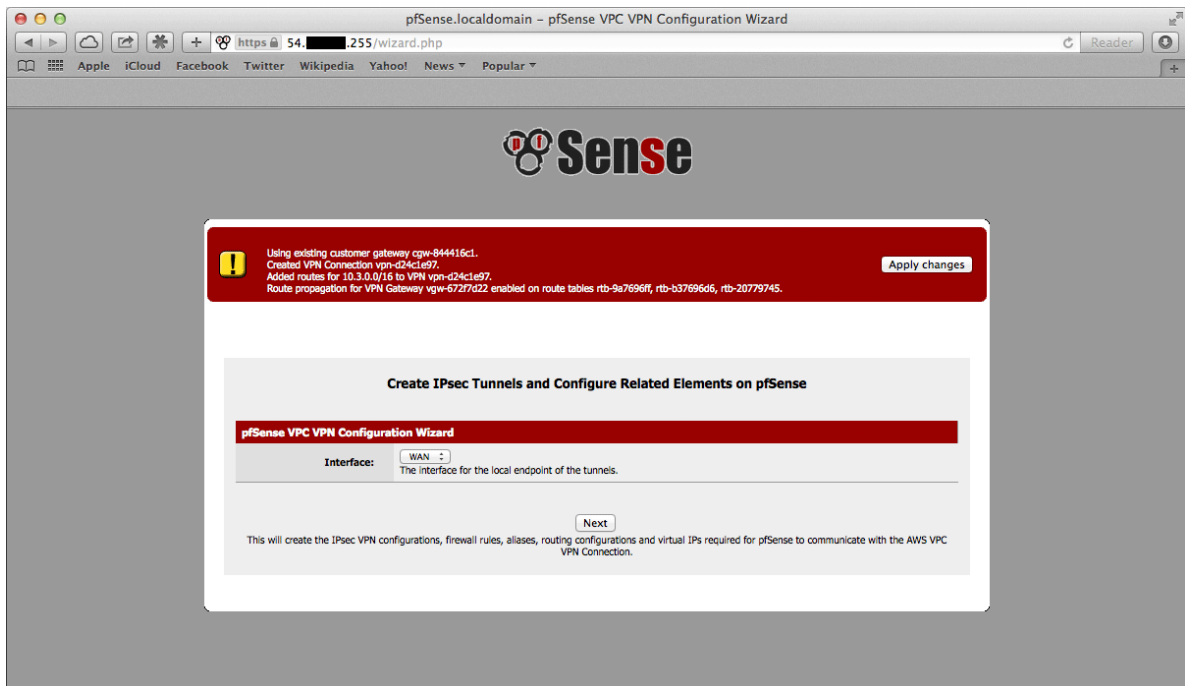 pfSense.localdomain – pfSense VPC VPN Configuration Wizard
https 54. .255/wizard.php
Reader
Apple iCloud Facebook Twitter Wikipedia Yahoo! News Popular
pf Sense
Using existing customer gateway cgw-844416c1.
Created VPN Connection vpn-d24c1e97.
Added routes for 10.3.0.0/16 to VPN vpn-d24c1e97.
Route propagation for VPN Gateway vgw-672f7d22 enabled on route tables rtb-9a7696ff, rtb-b37696d6, rtb-20779745.
Apply changes
Create IPsec Tunnels and Configure Related Elements on pfSense
pfSense VPC VPN Configuration Wizard
Interface:
WAN
The interface for the local endpoint of the tunnels.
Next
This will create the IPsec VPN configurations, firewall rules, aliases, routing configurations and virtual IPs required for pfSense to communicate with the AWS VPC
VPN Connection.